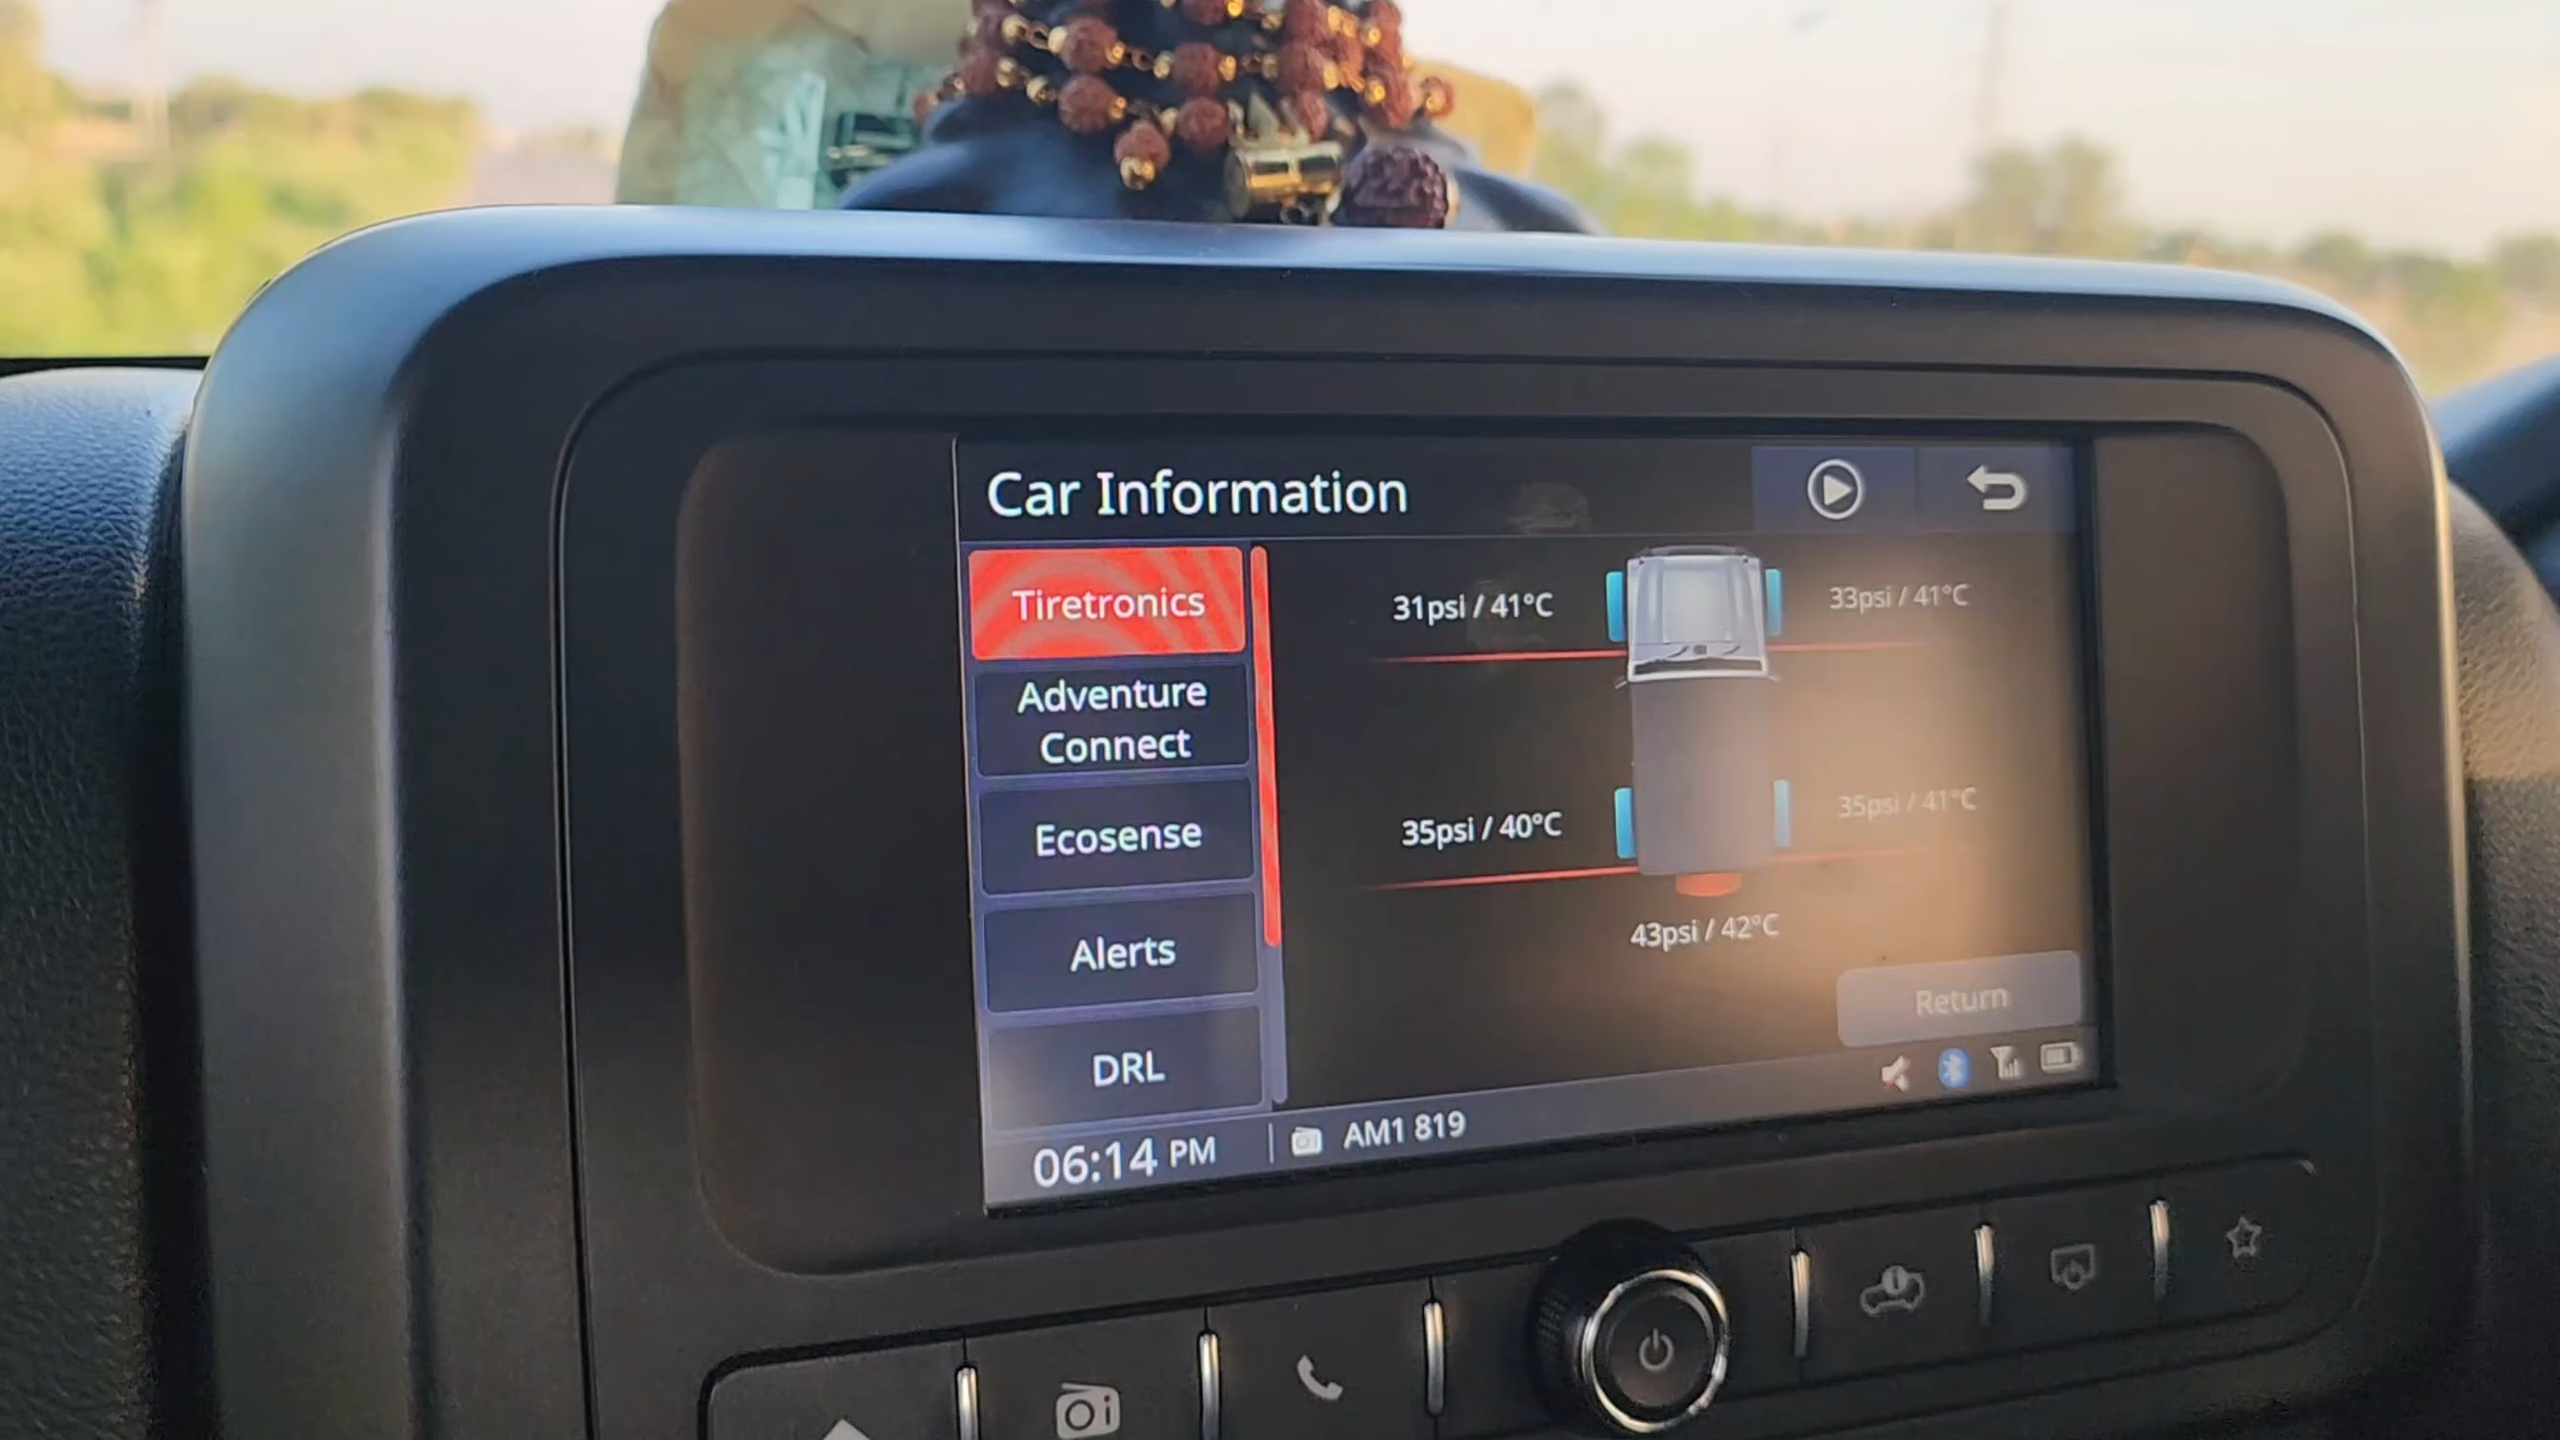 Car Information
Tiretronics
Adventure
Connect
Ecosense
Alerts
DRL
31psi / 41°C
33psi / 41°C
35psi / 40°C
35psi / 41°C
43psi / 42°C
Return
06:14 PM
AM1 819